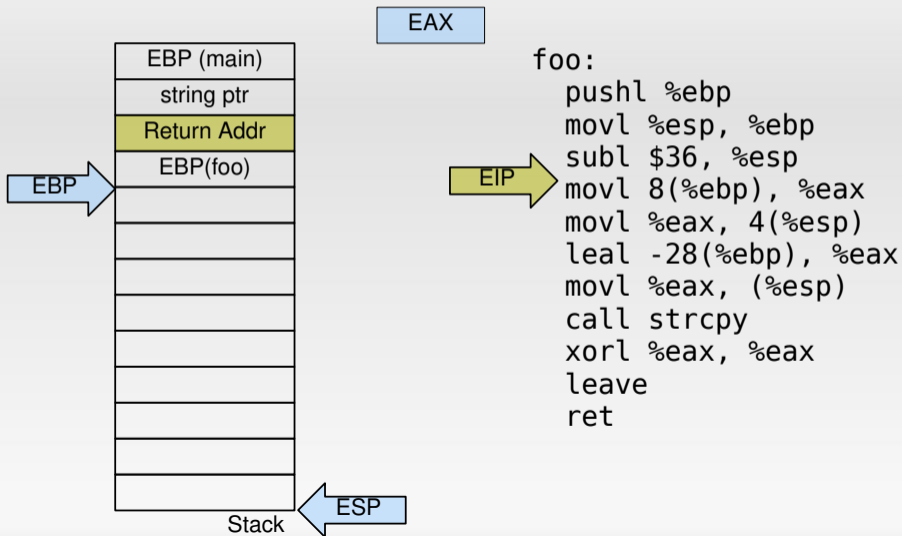 EAX
EBP (main)
string ptr
Return Addr
EBP(foo)
EBP
ESP
Stack
EIP
foo:
pushl %ebp
movl %esp, %ebp
subl $36, %esp
movl 8(%ebp), %eax
movl %eax, 4(%esp)
leal -28(%ebp), %eax
movl %eax, (%esp)
call strcpy
xorl %eax, %eax
leave
ret